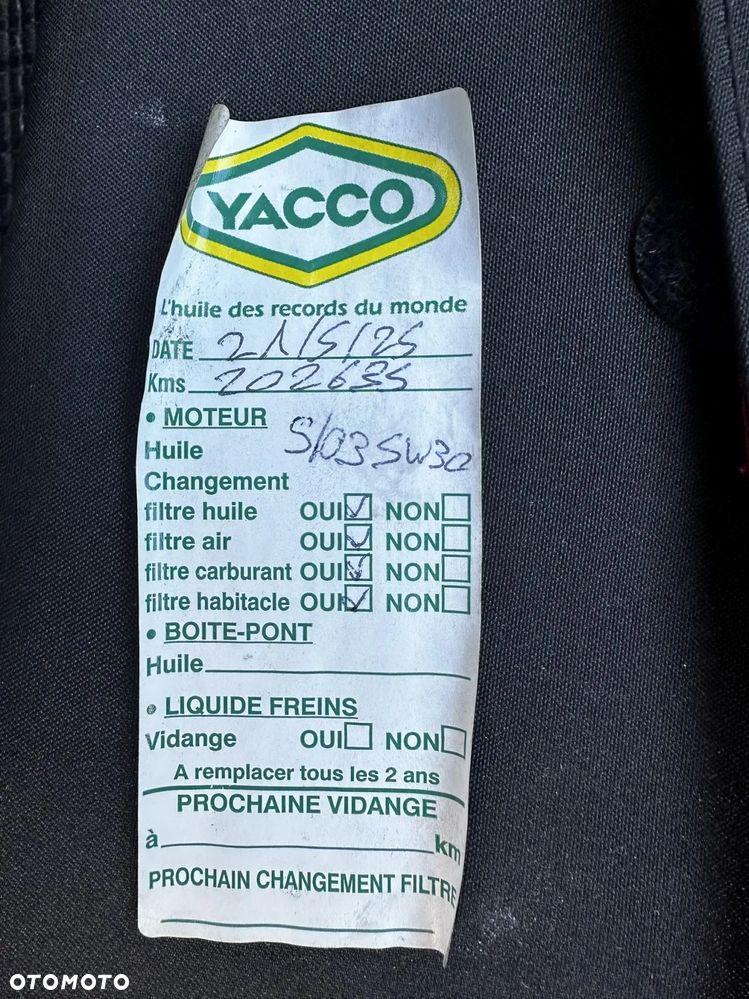 YACCO
L'huile des records du monde
DATE 21/5/25
Kms 202635
• MOTEUR
Huile S/03 5W30
Changement
filtre huile OUI ✓ NON
filtre air OUI ✓ NON
filtre carburant OUI ✓ NON
filtre habitacle OUI ✓ NON
• BOITE-PONT
Huile
• LIQUIDE FREINS
Vidange OUI NON
A remplacer tous les 2 ans
PROCHAINE VIDANGE
à km
PROCHAIN CHANGEMENT FILTRE
OTOMOTO